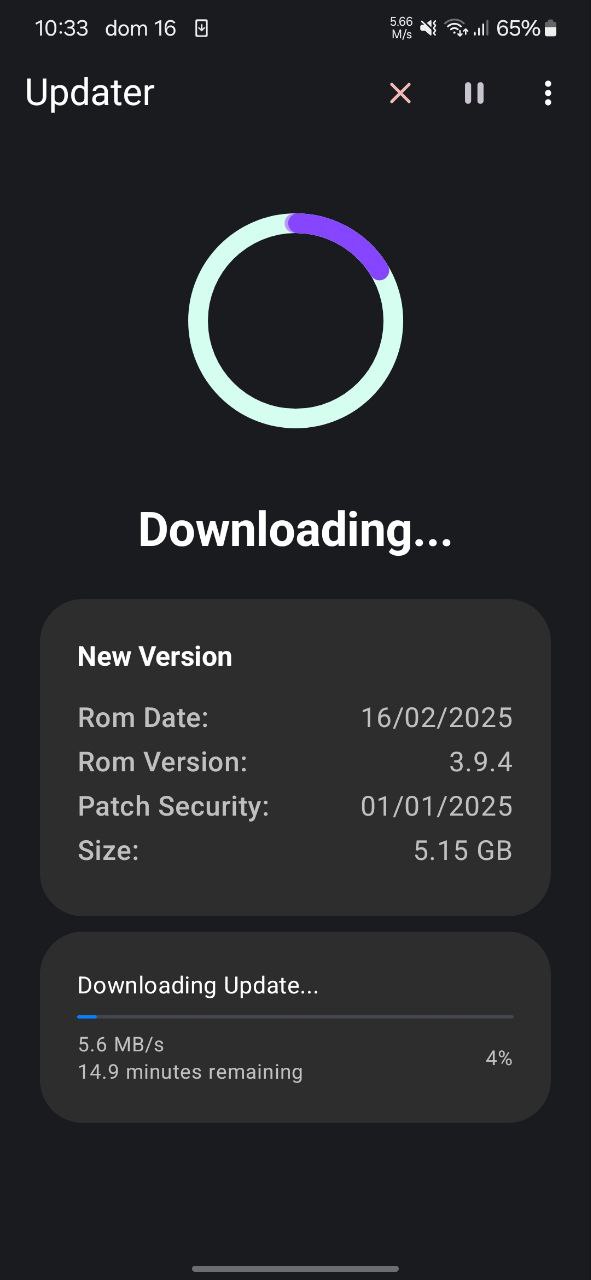 10:33 dom 16 5.66 M/s 65%
Updater
Downloading...
New Version
Rom Date: 16/02/2025
Rom Version: 3.9.4
Patch Security: 01/01/2025
Size: 5.15 GB
Downloading Update...
5.6 MB/s
4%
14.9 minutes remaining